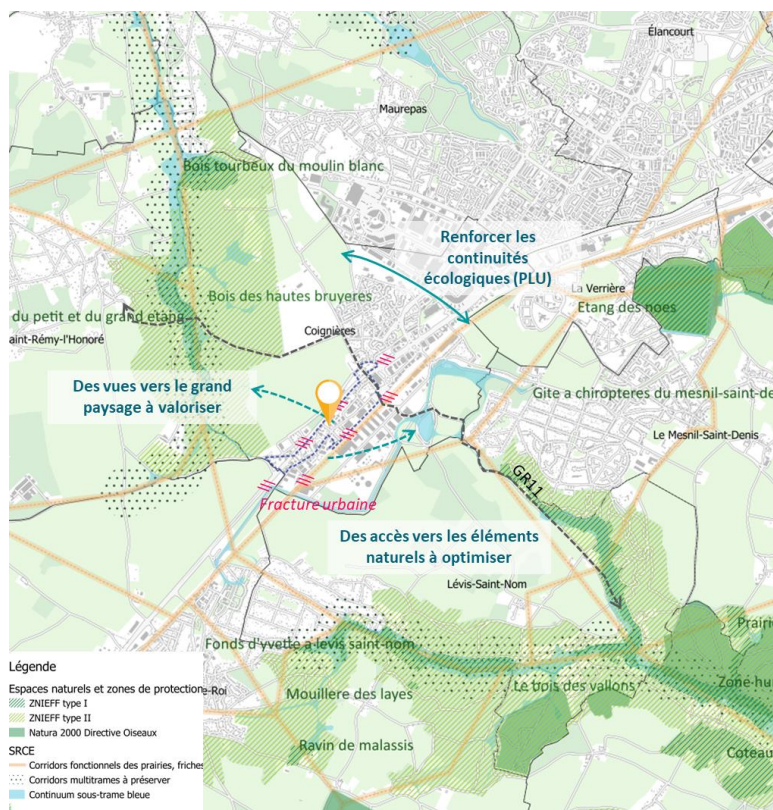 Élancourt
Maurepas
Bois tourbeux du moulin blanc
Renforcer les
continuités
écologiques (PLU)
La Verrière
Etang des noes
Bois des hautes bruyeres
du petit et du grand etang
Coignières
aint-Rémy-l'Honoré
Des vues vers le grand
paysage à valoriser
Gite a chiropteres du mesnil-saint-de
Le Mesnil-Saint-Denis
GR11
Fracture urbaine
Des accès vers les éléments
naturels à optimiser
Lévis-Saint-Nom
Prairie
Fonds d'yvette a levis saint-nom
Légende
Espaces naturels et zones de protection
e-Roi
Mouillere des layes
Le bois des vallons
Zone-hu
ZNIEFF type I
ZNIEFF type II
Natura 2000 Directive Oiseaux
Ravin de malassis
Coteau
SRCE
Corridors fonctionnels des prairies, friches
Corridors multitrames à préserver
Continuum sous-trame bleue